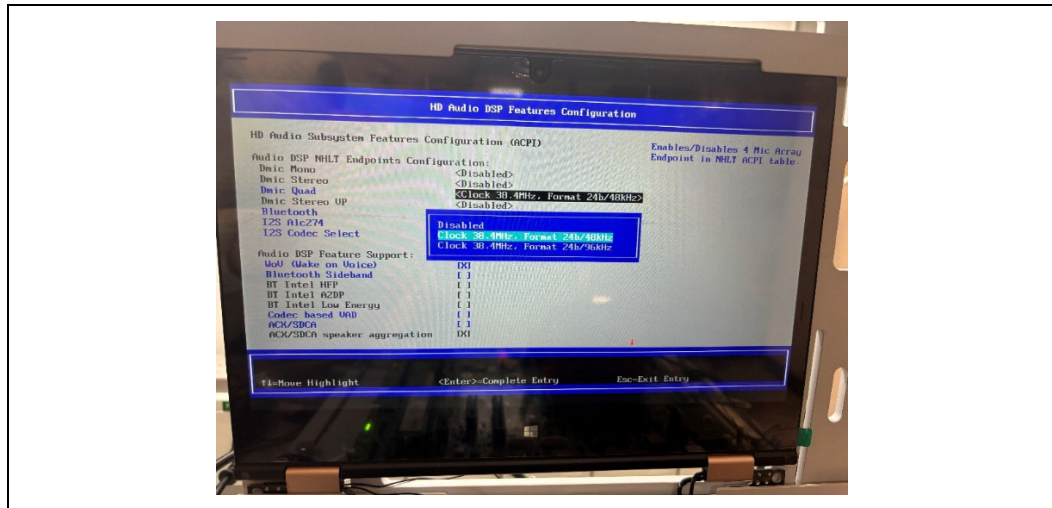 HD Audio DSP Features Configuration
HD Audio Subsystem Features Configuration (ACPI)
Enables/Disables 4 Mic Array
Endpoint in NHLT ACPI table.
Audio DSP NHLT Endpoints Configuration:
Dmic Mono <Disabled>
Dmic Stereo <Disabled>
Dmic Quad <Clock 38.4MHz, Format 24b/48kHz>
Dmic Stereo UP <Disabled>
Bluetooth
I2S Alc274
I2S Codec Select
Disabled
Clock 38.4MHz, Format 24b/48kHz
Clock 38.4MHz, Format 24b/96kHz
Audio DSP Feature Support:
WoV (Wake on Voice) [X]
Bluetooth Sideband [ ]
BT Intel HFP [ ]
BT Intel A2DP [ ]
BT Intel Low Energy [ ]
Codec based VAD [ ]
ACX/SDCA [ ]
ACX/SDCA speaker aggregation [X]
↑↓=Move Highlight <Enter>=Complete Entry Esc=Exit Entry